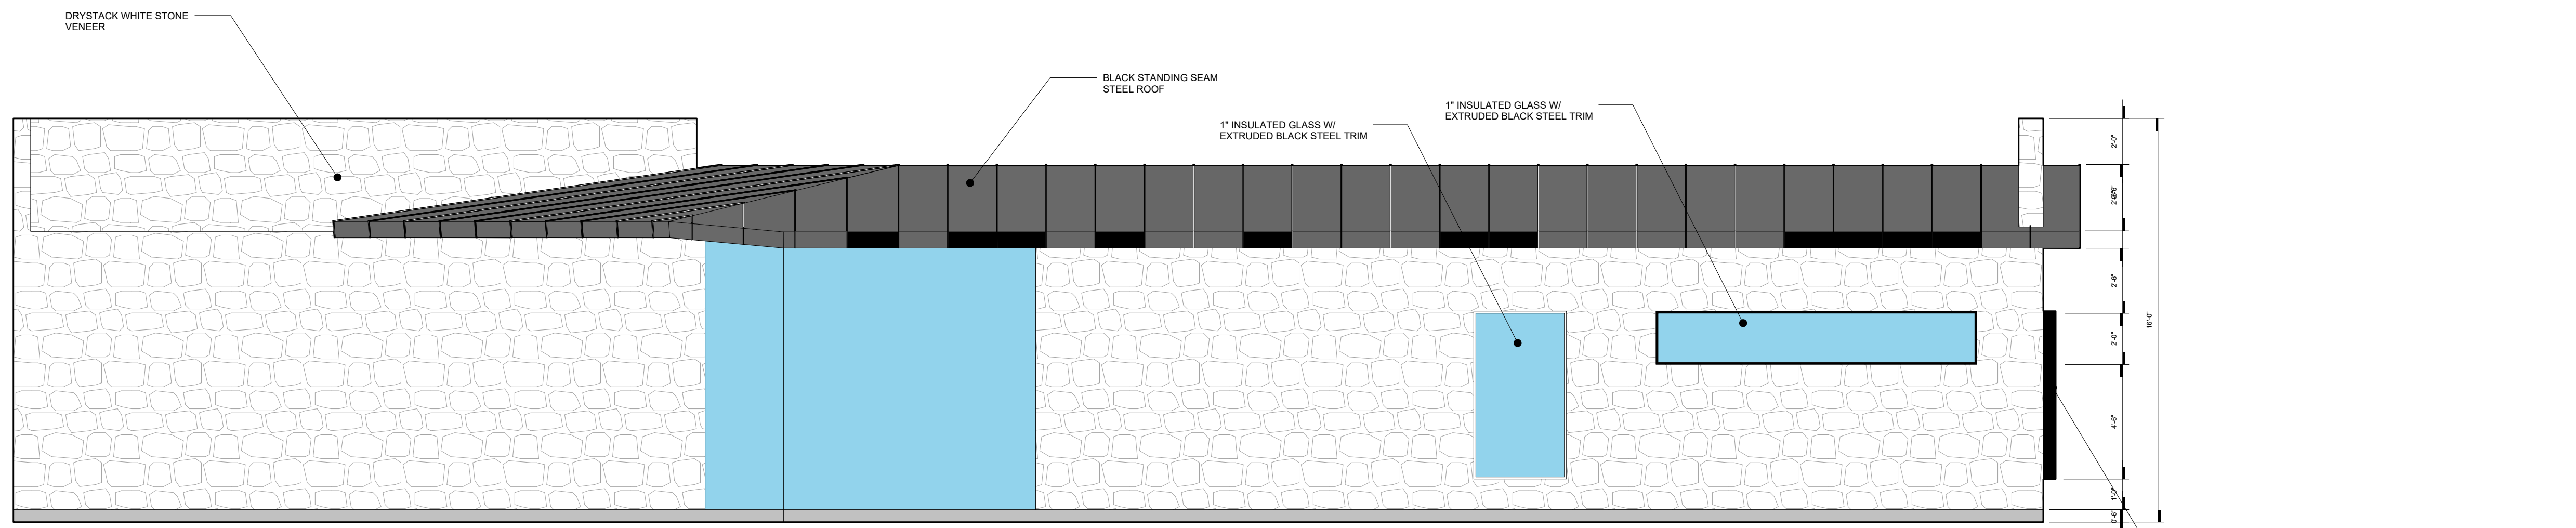 DRYSTACK WHITE STONE
VENEER
BLACK STANDING SEAM
STEEL ROOF
1" INSULATED GLASS W/
EXTRUDED BLACK STEEL TRIM
1" INSULATED GLASS W/
EXTRUDED BLACK STEEL TRIM
2'-0"
2'-6"
2'-0"
4'-6"
1'-0"
16'-0"